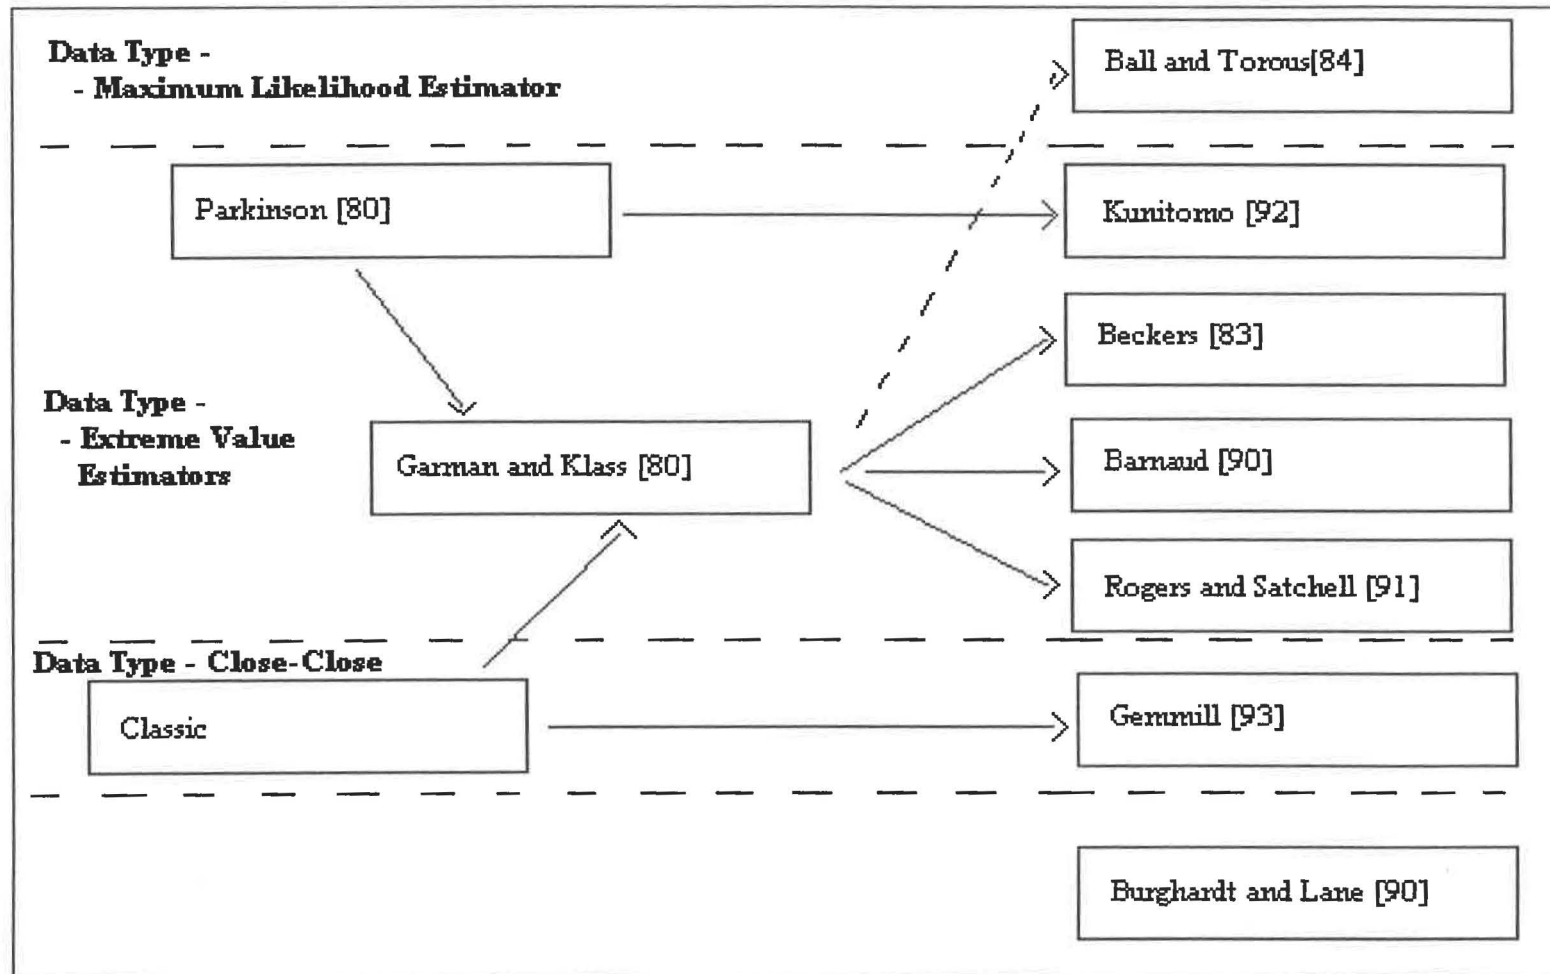 Data Type -
- Maximum Likelihood Estimator
Ball and Torous[84]
Parkinson [80]
Kunitomo [92]
Beckers [83]
Data Type -
- Extreme Value
Estimators
Garman and Klass [80]
Barnaud [90]
Rogers and Satchell [91]
Data Type - Close-Close
Classic
Gemmill [93]
Burghardt and Lane [90]